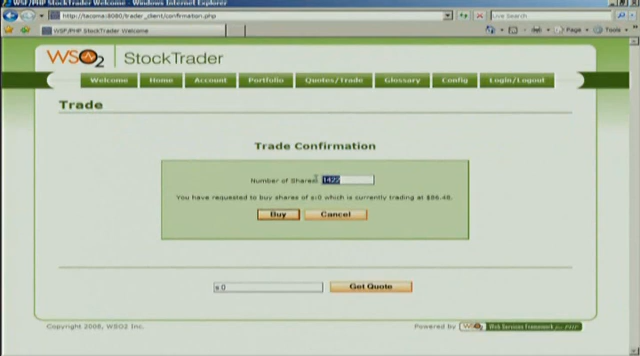 WSF/PHP StockTrader Welcome - Windows Internet Explorer
http://tacoma:8080/trader_client/confirmation.php
Live Search
WSF/PHP StockTrader Welcome
Page
Tools
WSO2 StockTrader
Welcome
Home
Account
Portfolio
Quotes/Trade
Glossary
Config
Login/Logout
Trade
Trade Confirmation
Number of Shares: 1422
You have requested to buy shares of s:0 which is currently trading at $86.48.
Buy
Cancel
s:0
Get Quote
Copyright 2008, WSO2 Inc.
Powered by WSO2 Web Services Framework for PHP